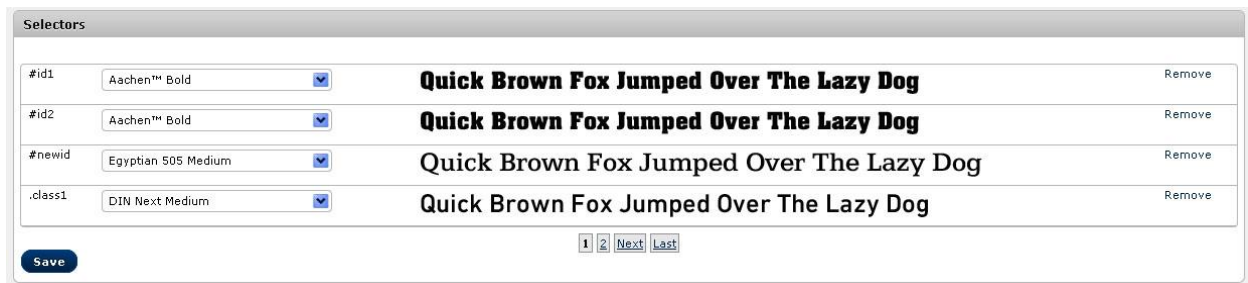 Selectors
#id1 Aachen™ Bold Quick Brown Fox Jumped Over The Lazy Dog Remove
#id2 Aachen™ Bold Quick Brown Fox Jumped Over The Lazy Dog Remove
#newid Egyptian 505 Medium Quick Brown Fox Jumped Over The Lazy Dog Remove
.class1 DIN Next Medium Quick Brown Fox Jumped Over The Lazy Dog Remove
1 2 Next Last
Save